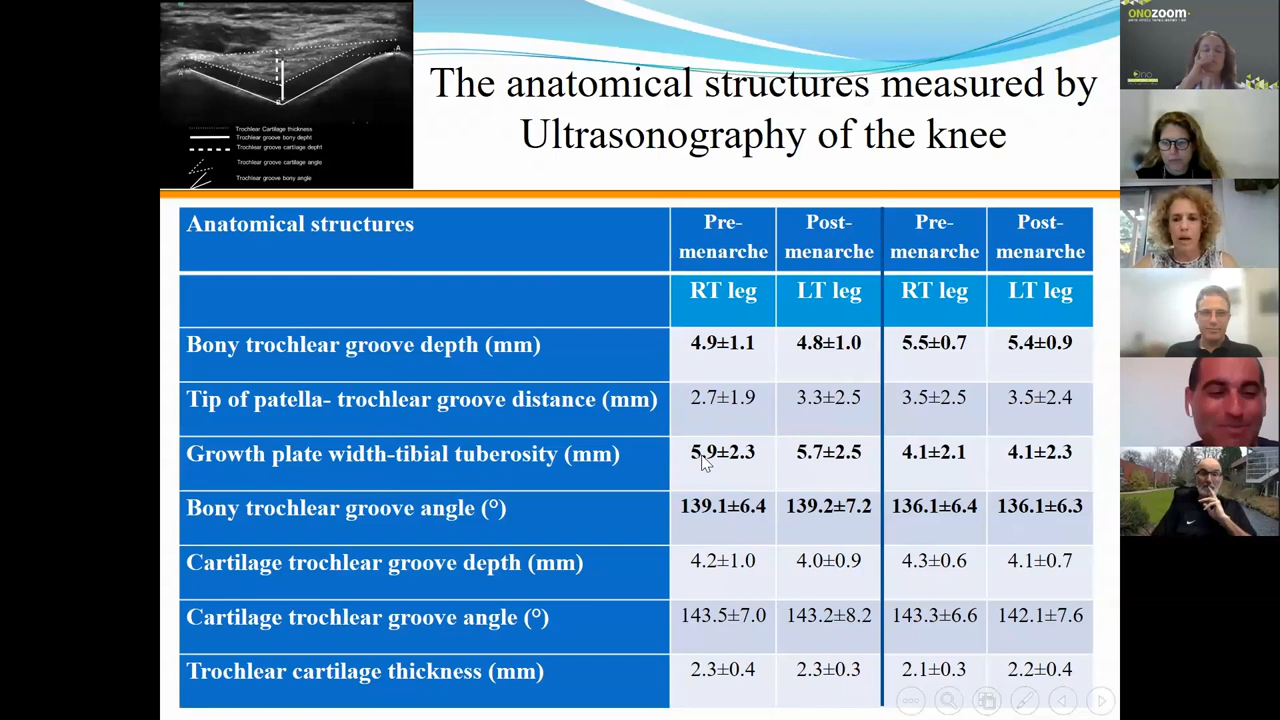 The anatomical structures measured by
Ultrasonography of the knee
A
A
B
Trochlear Cartilage thickness
Trochlear groove bony depht
Trochlear groove cartilage depht
Trochlear groove cartilage angle
Trochlear groove bony angle
Anatomical structures Pre-menarche Post-menarche Pre-menarche Post-menarche
RT leg LT leg RT leg LT leg
Bony trochlear groove depth (mm) 4.9±1.1 4.8±1.0 5.5±0.7 5.4±0.9
Tip of patella- trochlear groove distance (mm) 2.7±1.9 3.3±2.5 3.5±2.5 3.5±2.4
Growth plate width-tibial tuberosity (mm) 5.9±2.3 5.7±2.5 4.1±2.1 4.1±2.3
Bony trochlear groove angle (°) 139.1±6.4 139.2±7.2 136.1±6.4 136.1±6.3
Cartilage trochlear groove depth (mm) 4.2±1.0 4.0±0.9 4.3±0.6 4.1±0.7
Cartilage trochlear groove angle (°) 143.5±7.0 143.2±8.2 143.3±6.6 142.1±7.6
Trochlear cartilage thickness (mm) 2.3±0.4 2.3±0.3 2.1±0.3 2.2±0.4
ONOZOOM
Ono